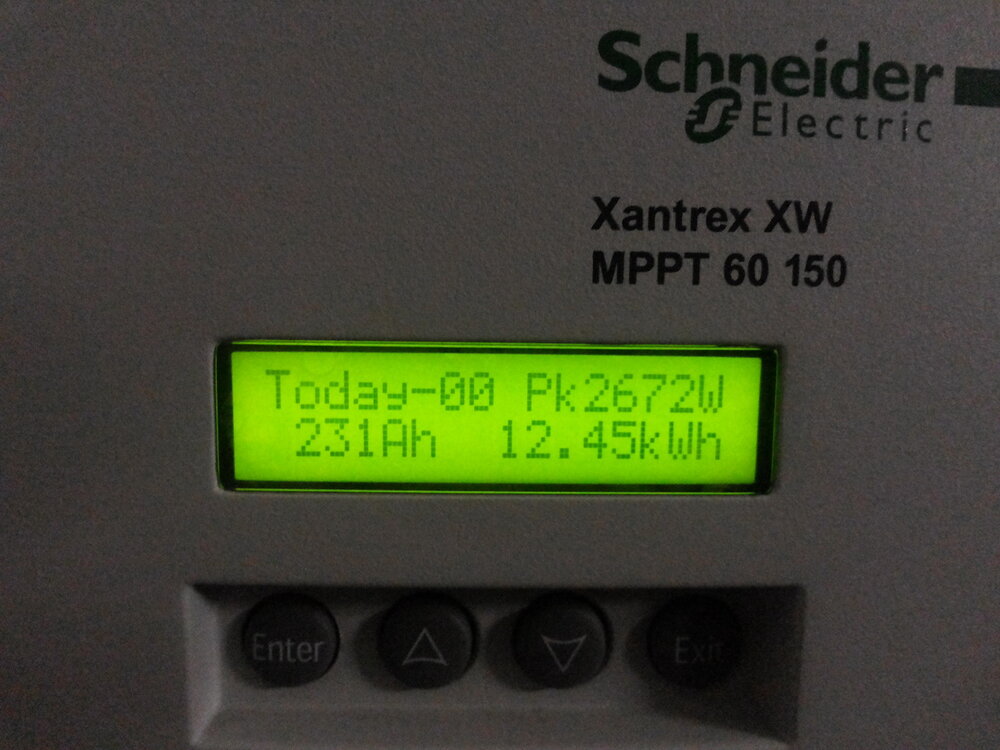 Schneider
Electric
Xantrex XW
MPPT 60 150
Today-00 Pk2672W
231Ah 12.45kWh
Enter
Exit